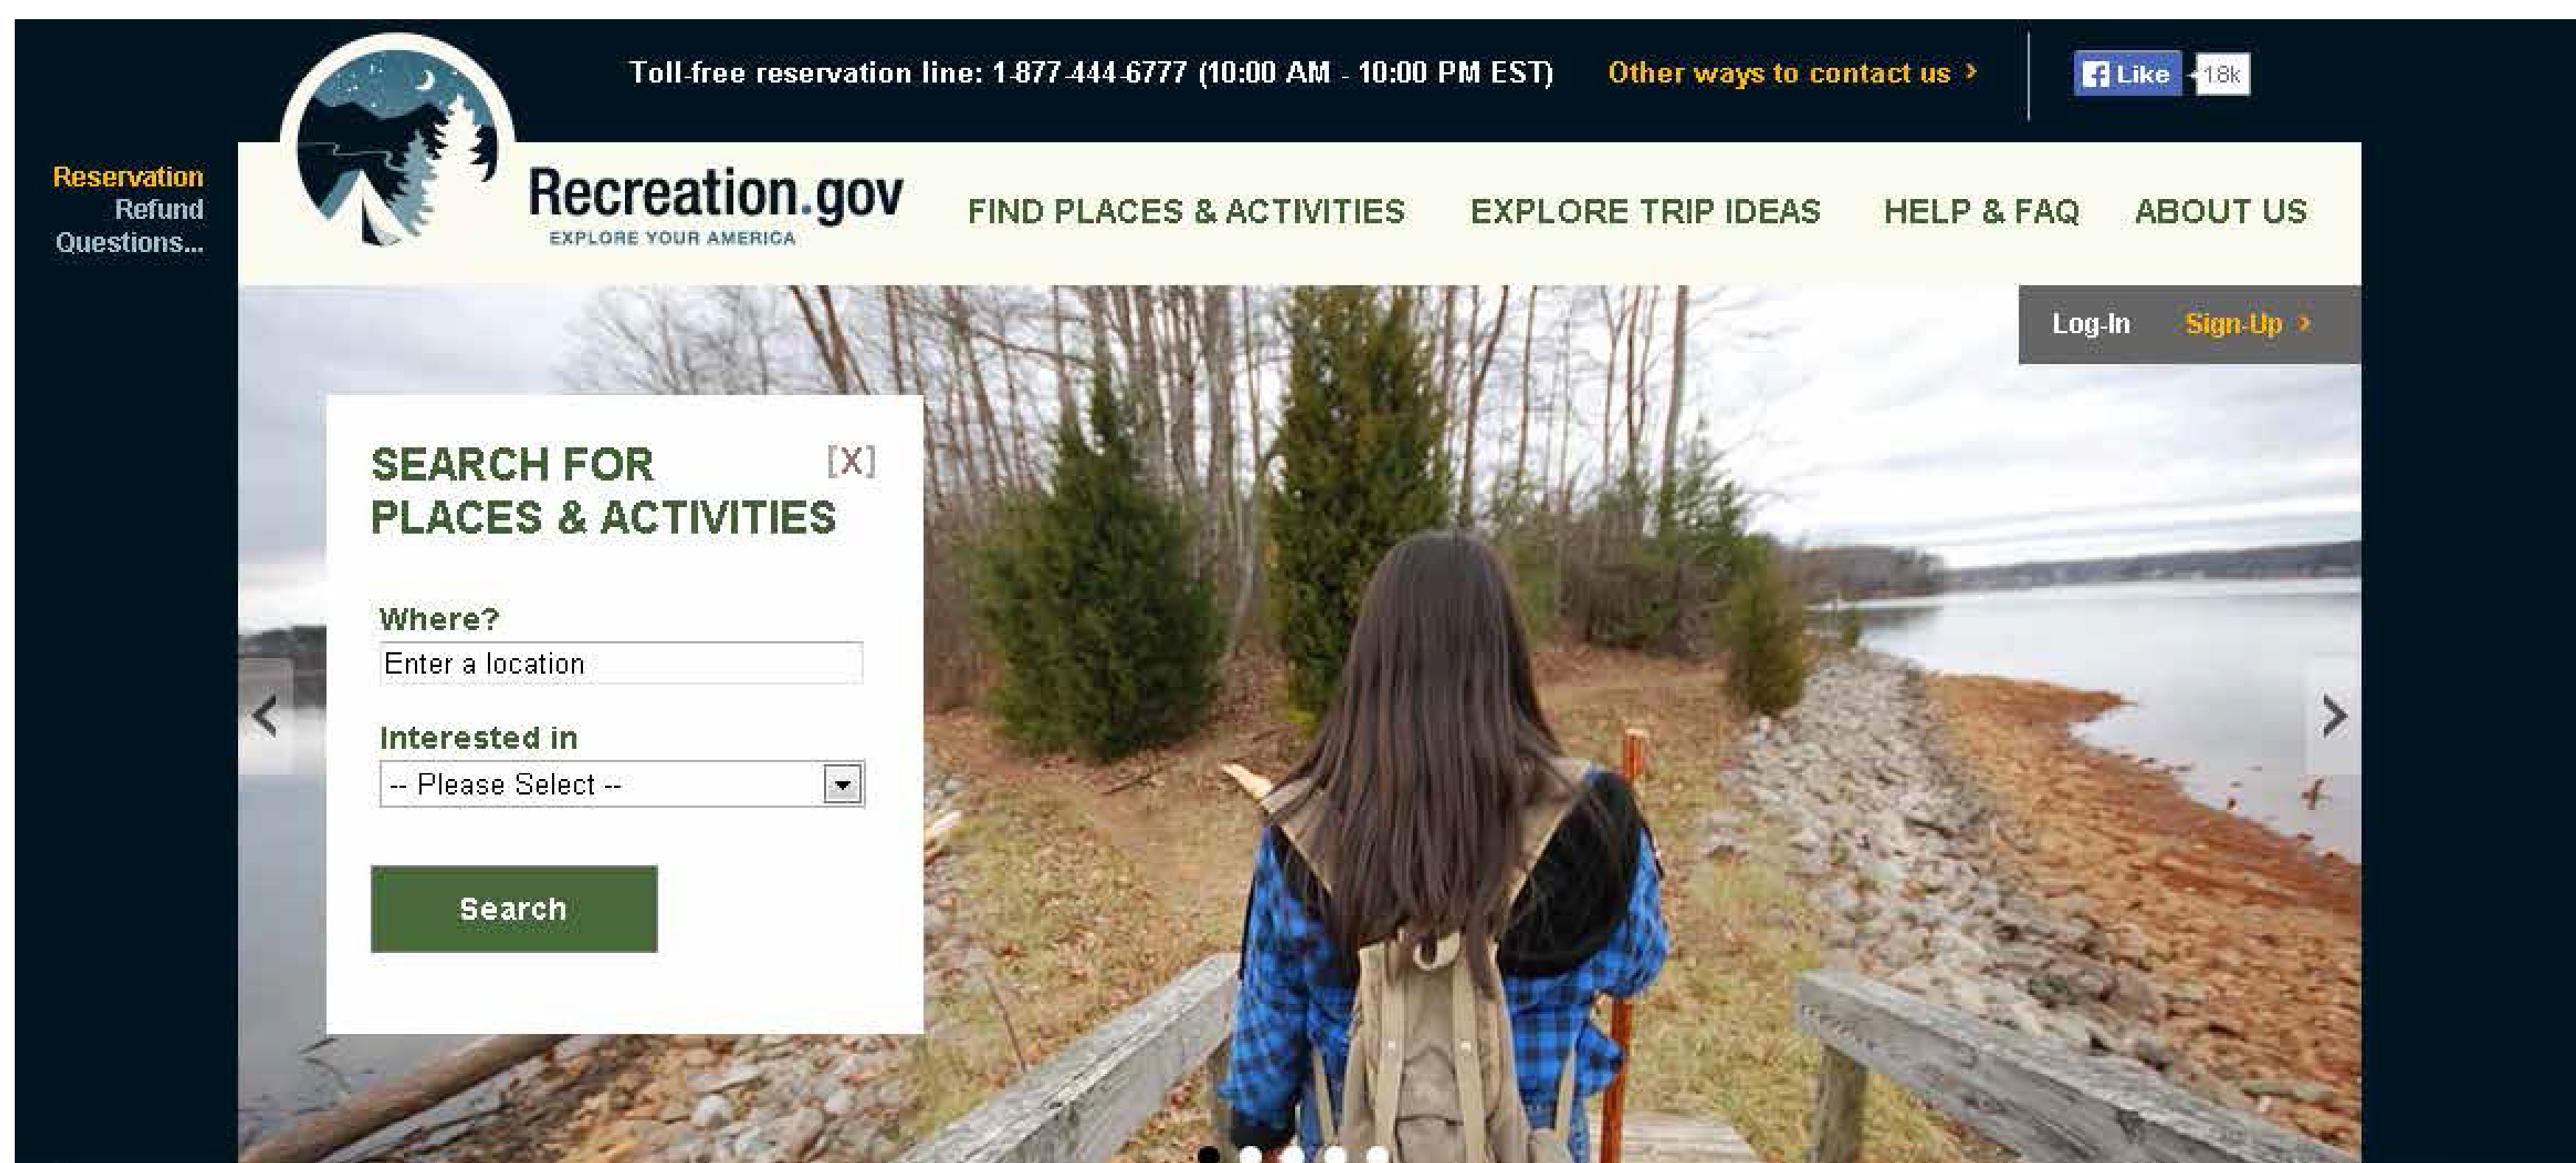 Toll-free reservation line: 1-877-444-6777 (10:00 AM - 10:00 PM EST) Other ways to contact us >
Like 18k
Reservation
Refund
Questions...
Recreation.gov
EXPLORE YOUR AMERICA
FIND PLACES & ACTIVITIES EXPLORE TRIP IDEAS HELP & FAQ ABOUT US
Log-In Sign-Up >
SEARCH FOR [X]
PLACES & ACTIVITIES
Where?
Enter a location
Interested in
-- Please Select --
Search